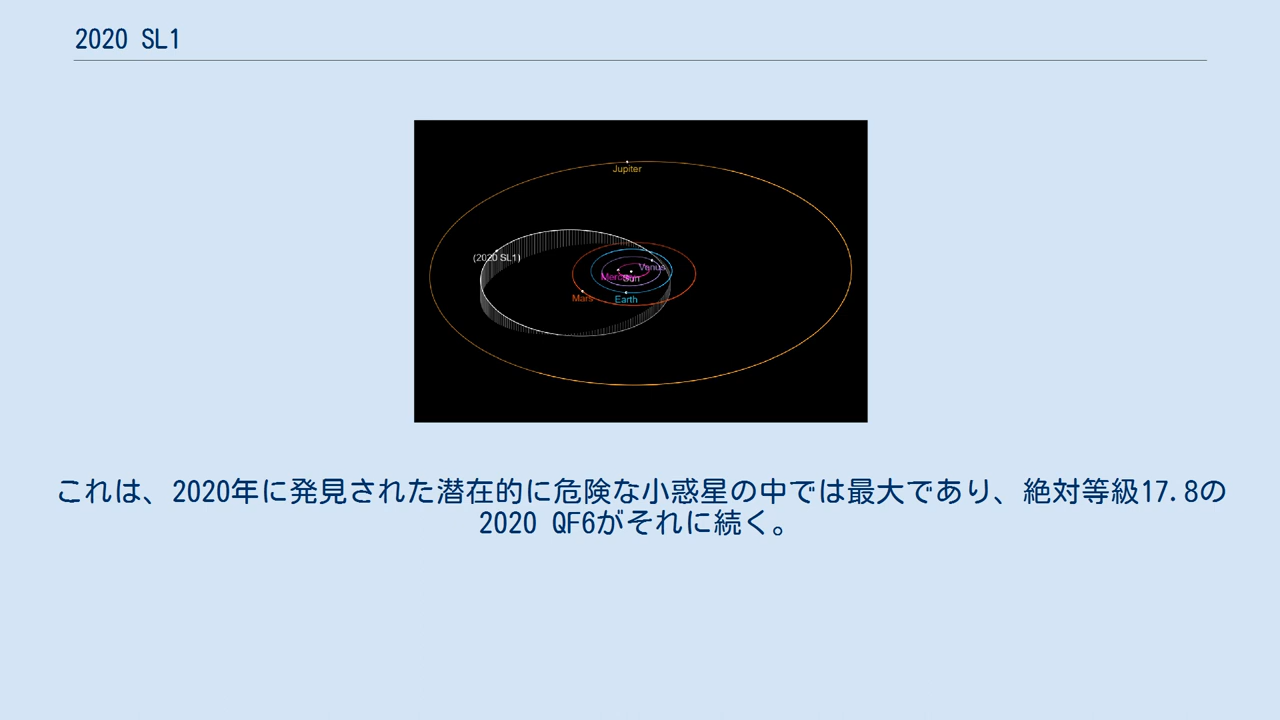 2020 SL1
Jupiter
(2020 SL1)
Venus
Sun
Mars
Earth
これは、2020年に発見された潜在的に危険な小惑星の中では最大であり、絶対等級17.8の
2020 QF6がそれに続く。